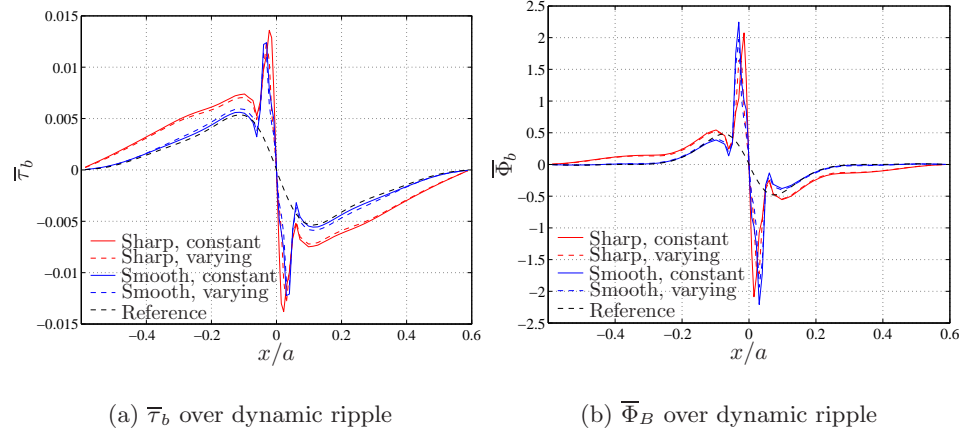 0.015
0.01
0.005
0
−0.005
−0.01
−0.015
τ̅_b
−0.4 −0.2 0 0.2 0.4 0.6
x/a
Sharp, constant
Sharp, varying
Smooth, constant
Smooth, varying
Reference
(a) τ̅_b over dynamic ripple
2.5
2
1.5
1
0.5
0
−0.5
−1
−1.5
−2
−2.5
Φ̅_b
−0.4 −0.2 0 0.2 0.4 0.6
x/a
Sharp, constant
Sharp, varying
Smooth, constant
Smooth, varying
Reference
(b) Φ̅_B over dynamic ripple